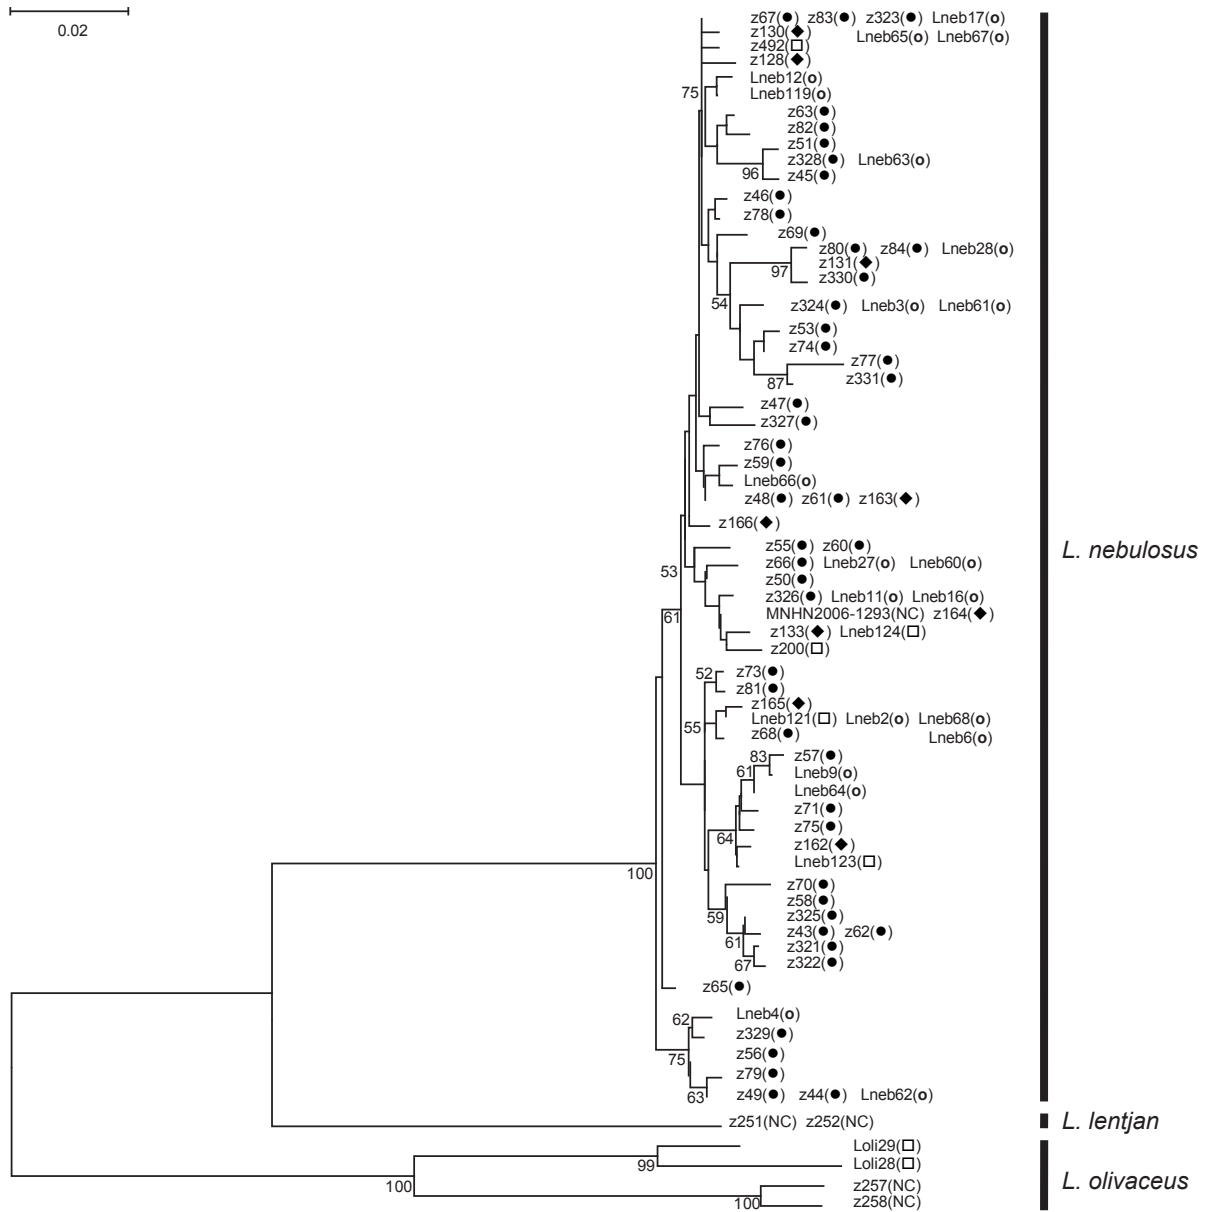 0.02
z67(●) z83(●) z323(●) Lneb17(o)
z130(◆) Lneb65(o) Lneb67(o)
z492(□)
z128(◆)
75
Lneb12(o)
Lneb119(o)
z63(●)
z82(●)
z51(●)
z328(●) Lneb63(o)
96
z45(●)
z46(●)
z78(●)
z69(●)
z80(●) z84(●) Lneb28(o)
z131(◆)
97
z330(●)
54
z324(●) Lneb3(o) Lneb61(o)
z53(●)
z74(●)
z77(●)
87
z331(●)
z47(●)
z327(●)
z76(●)
z59(●)
Lneb66(o)
z48(●) z61(●) z163(◆)
z166(◆)
z55(●) z60(●)
L. nebulosus
z66(●) Lneb27(o) Lneb60(o)
53
z50(●)
z326(●) Lneb11(o) Lneb16(o)
61
MNHN2006-1293(NC) z164(◆)
z133(◆) Lneb124(□)
z200(□)
52
z73(●)
z81(●)
z165(◆)
Lneb121(□) Lneb2(o) Lneb68(o)
55
z68(●) Lneb6(o)
83
z57(●)
61
Lneb9(o)
Lneb64(o)
z71(●)
z75(●)
64
z162(◆)
Lneb123(□)
100
z70(●)
z58(●)
59
z325(●)
z43(●) z62(●)
61
z321(●)
67
z322(●)
z65(●)
Lneb4(o)
62
z329(●)
75
z56(●)
z79(●)
63
z49(●) z44(●) Lneb62(o)
z251(NC) z252(NC)
L. lentjan
Loli29(□)
99
Loli28(□)
100
z257(NC)
L. olivaceus
100
z258(NC)